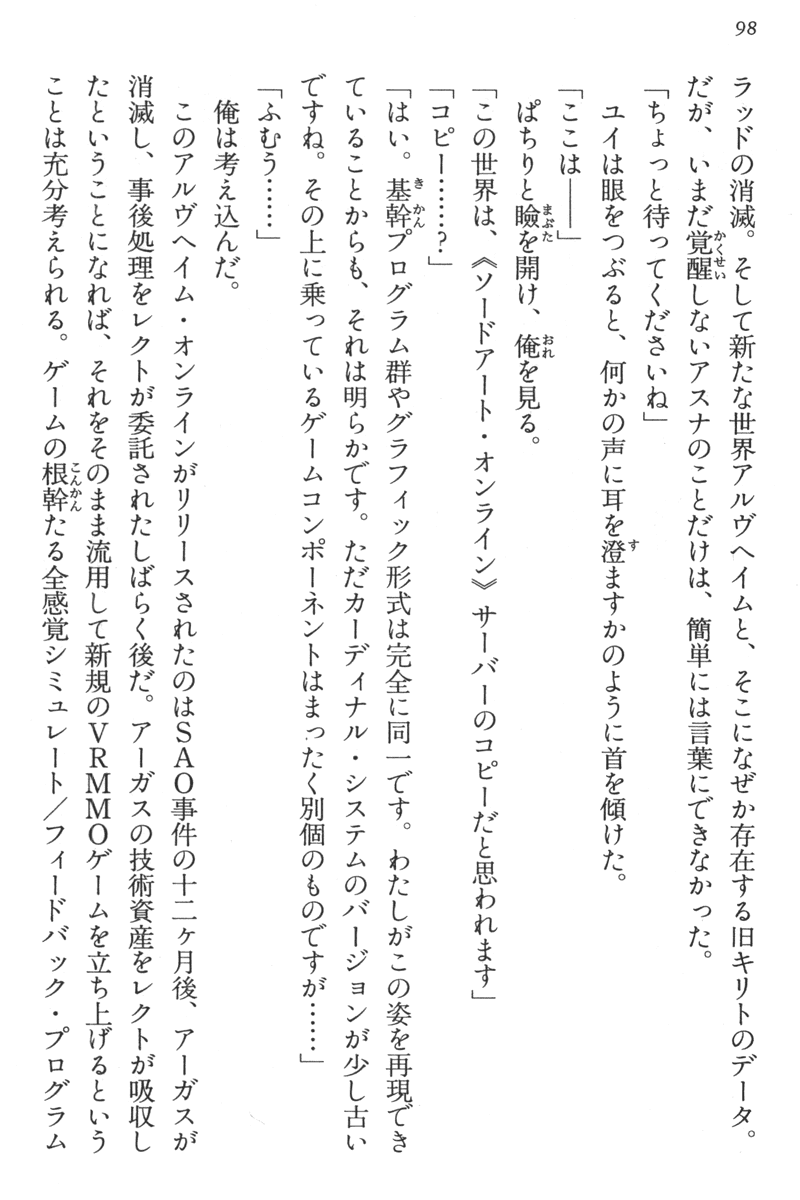 98
ラッドの消滅。そして新たな世界アルヴヘイムと、そこになぜか存在する旧キリトのデータ。
だが、いまだ覚醒しないアスナのことだけは、簡単には言葉にできなかった。
「ちょっと待ってくださいね」
ユイは眼をつぶると、何かの声に耳を澄ますかのように首を傾けた。
「ここは――」
ぱちりと瞼を開け、俺を見る。
「この世界は、《ソードアート・オンライン》サーバーのコピーだと思われます」
「コピー……？」
「はい。基幹プログラム群やグラフィック形式は完全に同一です。わたしがこの姿を再現でき
ていることからも、それは明らかです。ただカーディナル・システムのバージョンが少し古い
ですね。その上に乗っているゲームコンポーネントはまったく別個のものですが……」
「ふむう……」
俺は考え込んだ。
このアルヴヘイム・オンラインがリリースされたのはＳＡＯ事件の十二ヶ月後、アーガスが
消滅し、事後処理をレクトが委託されたしばらく後だ。アーガスの技術資産をレクトが吸収し
たということになれば、それをそのまま流用して新規のＶＲＭＭＯゲームを立ち上げるという
ことは充分考えられる。ゲームの根幹たる全感覚シミュレート／フィードバック・プログラム